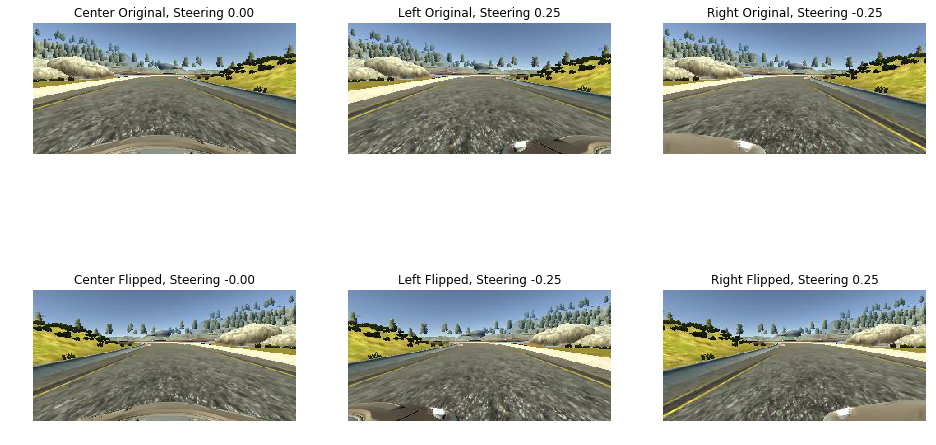 Center Original, Steering 0.00
Left Original, Steering 0.25
Right Original, Steering -0.25
Center Flipped, Steering -0.00
Left Flipped, Steering -0.25
Right Flipped, Steering 0.25